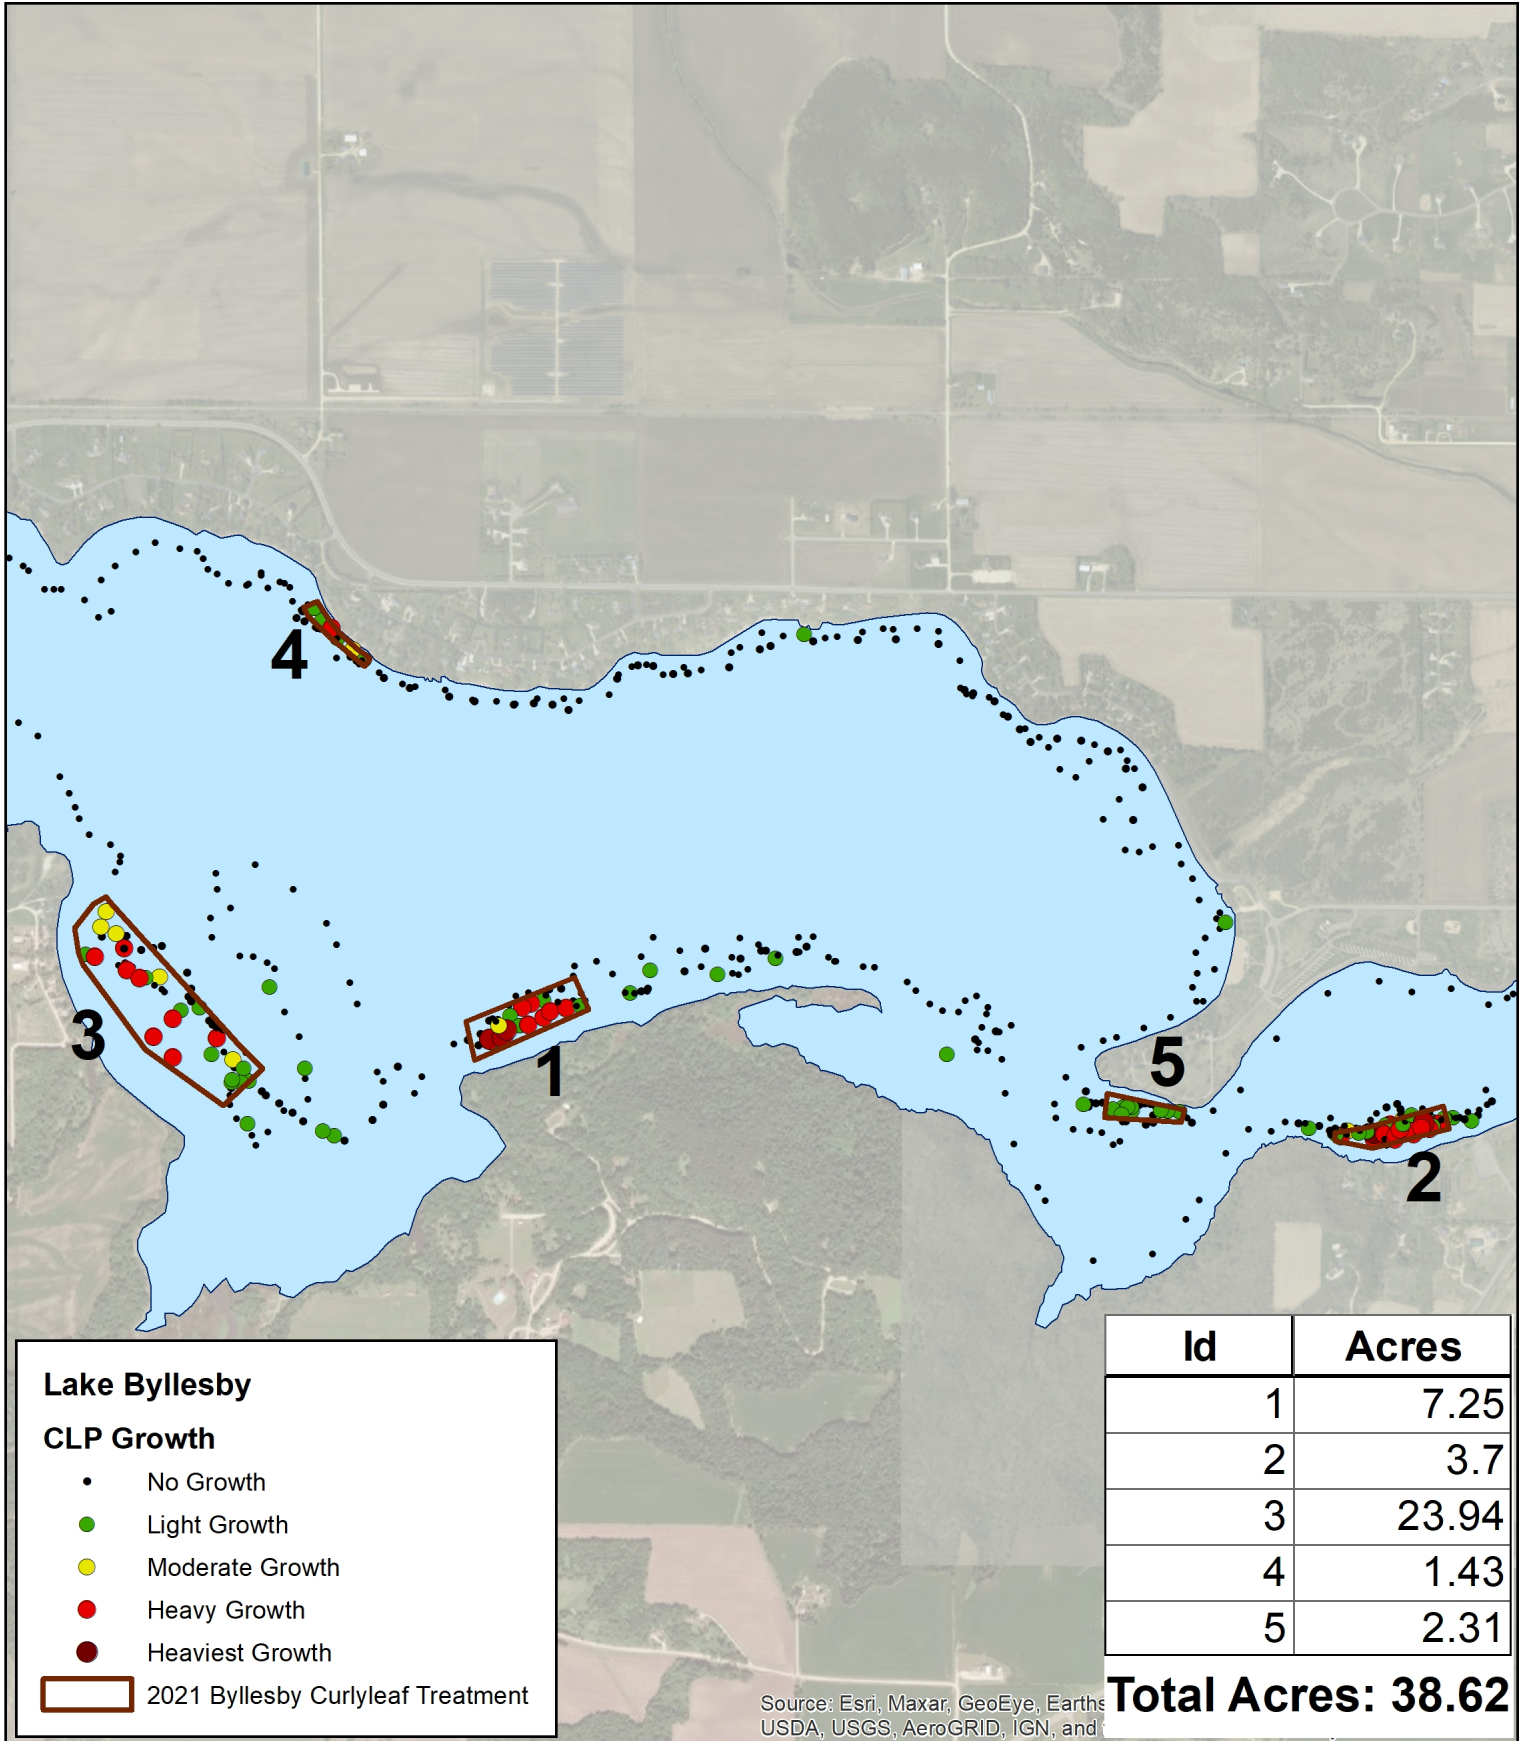 4
3
1
5
2
Lake Byllesby
CLP Growth
No Growth
Light Growth
Moderate Growth
Heavy Growth
Heaviest Growth
2021 Byllesby Curlyleaf Treatment
Id Acres
1 7.25
2 3.7
3 23.94
4 1.43
5 2.31
Total Acres: 38.62
Source: Esri, Maxar, GeoEye, Earths
USDA, USGS, AeroGRID, IGN, and